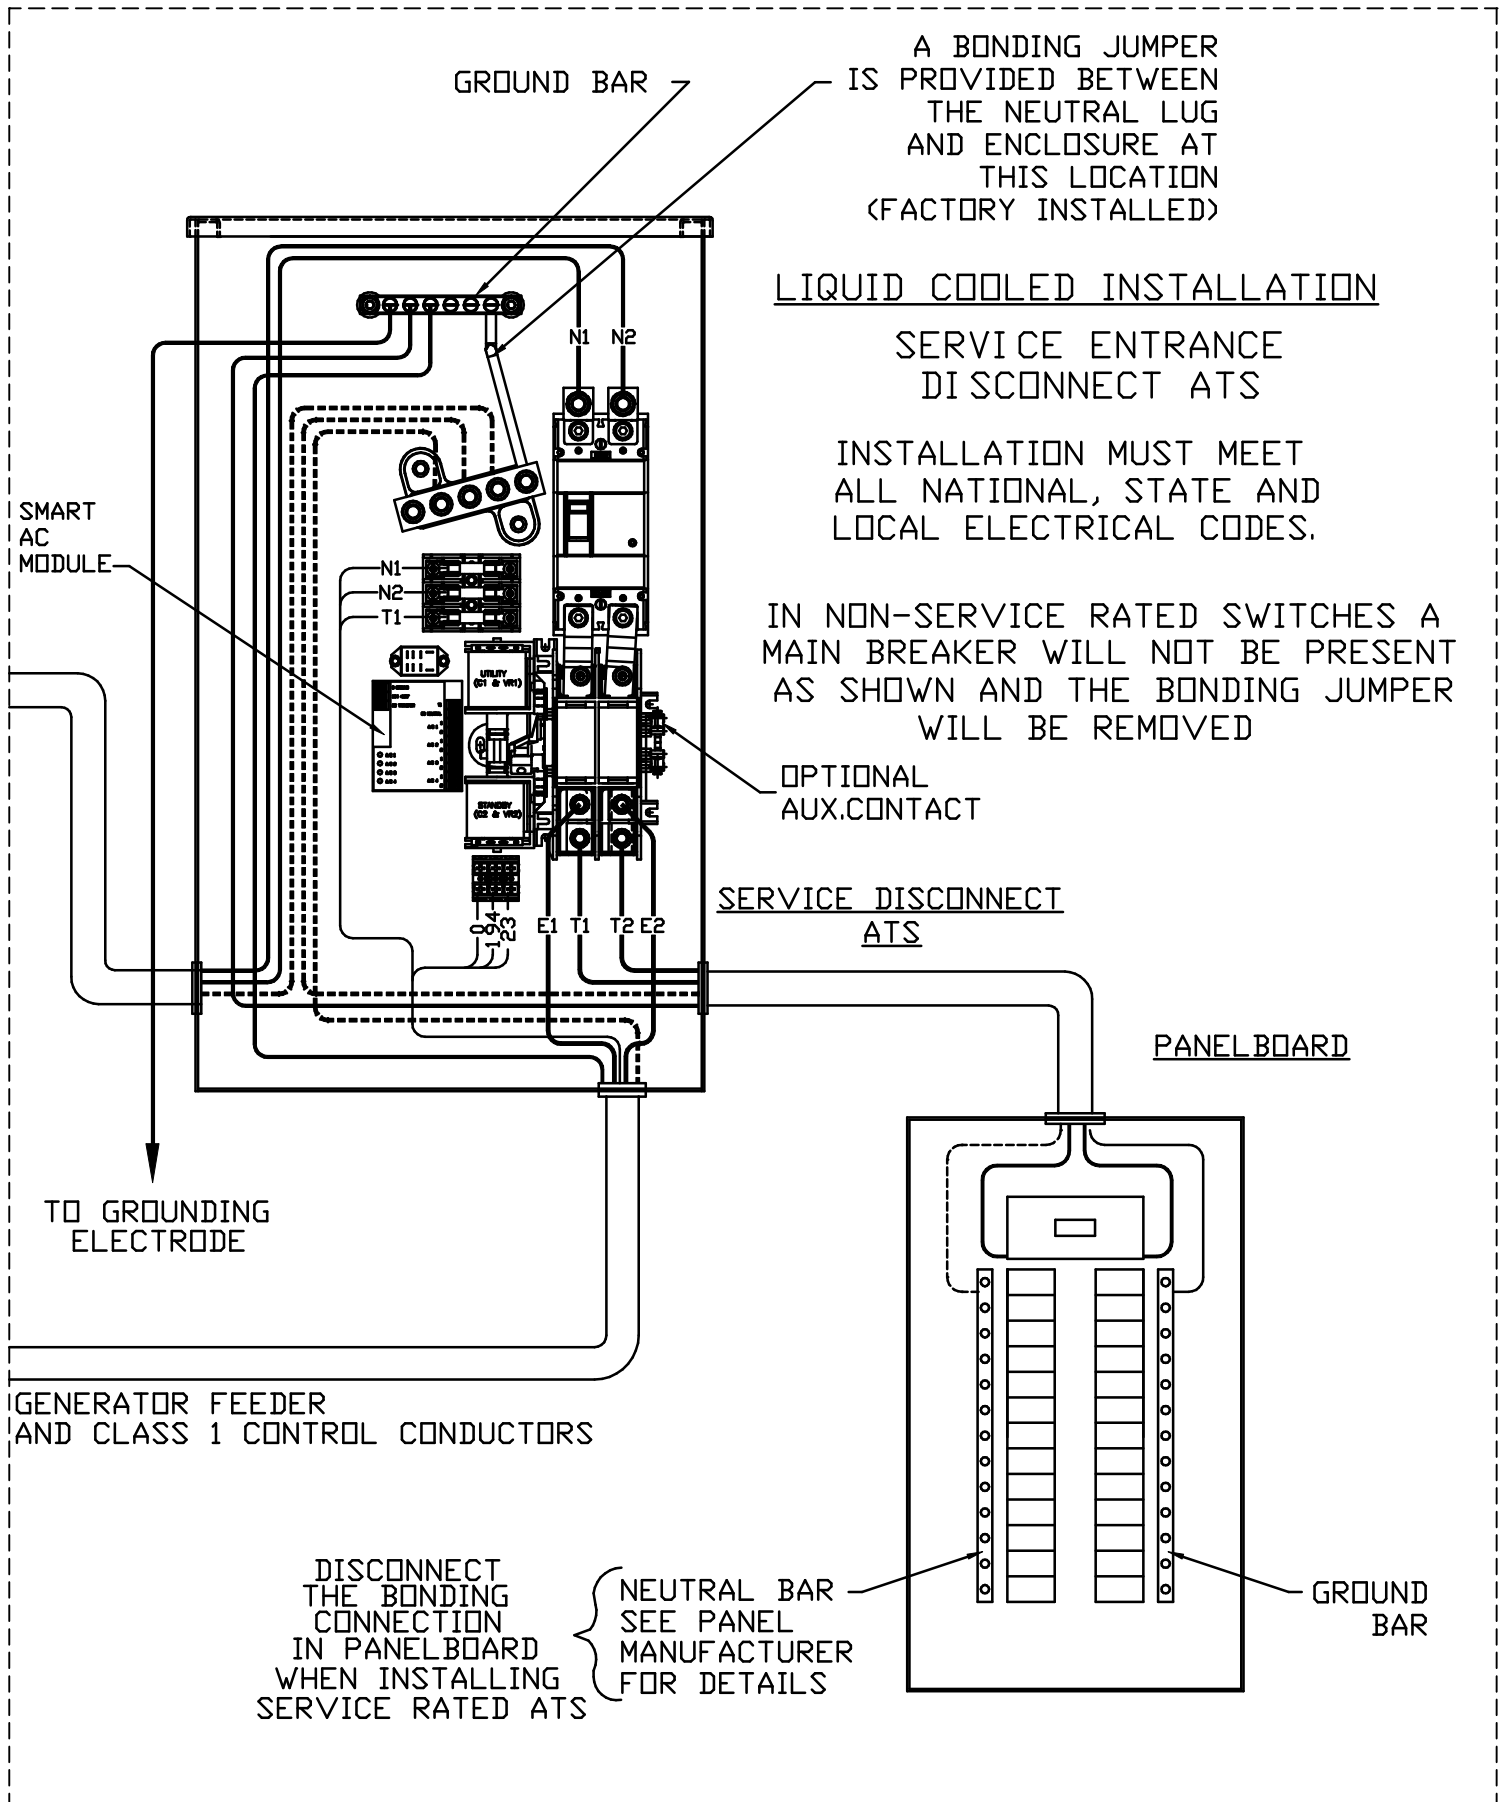 GROUND BAR
A BONDING JUMPER
IS PROVIDED BETWEEN
THE NEUTRAL LUG
AND ENCLOSURE AT
THIS LOCATION
(FACTORY INSTALLED)
LIQUID COOLED INSTALLATION
SERVICE ENTRANCE
DISCONNECT ATS
INSTALLATION MUST MEET
ALL NATIONAL, STATE AND
LOCAL ELECTRICAL CODES.
IN NON-SERVICE RATED SWITCHES A
MAIN BREAKER WILL NOT BE PRESENT
AS SHOWN AND THE BONDING JUMPER
WILL BE REMOVED
N1 N2
SMART
AC
MODULE
N1
N2
T1
UTILITY
(C1 & VR1)
STANDBY
(C2 & VR2)
OPTIONAL
AUX.CONTACT
SERVICE DISCONNECT
ATS
E1 T1 T2 E2
0
194
23
PANELBOARD
TO GROUNDING
ELECTRODE
GENERATOR FEEDER
AND CLASS 1 CONTROL CONDUCTORS
DISCONNECT
THE BONDING
CONNECTION
IN PANELBOARD
WHEN INSTALLING
SERVICE RATED ATS
NEUTRAL BAR
SEE PANEL
MANUFACTURER
FOR DETAILS
GROUND
BAR